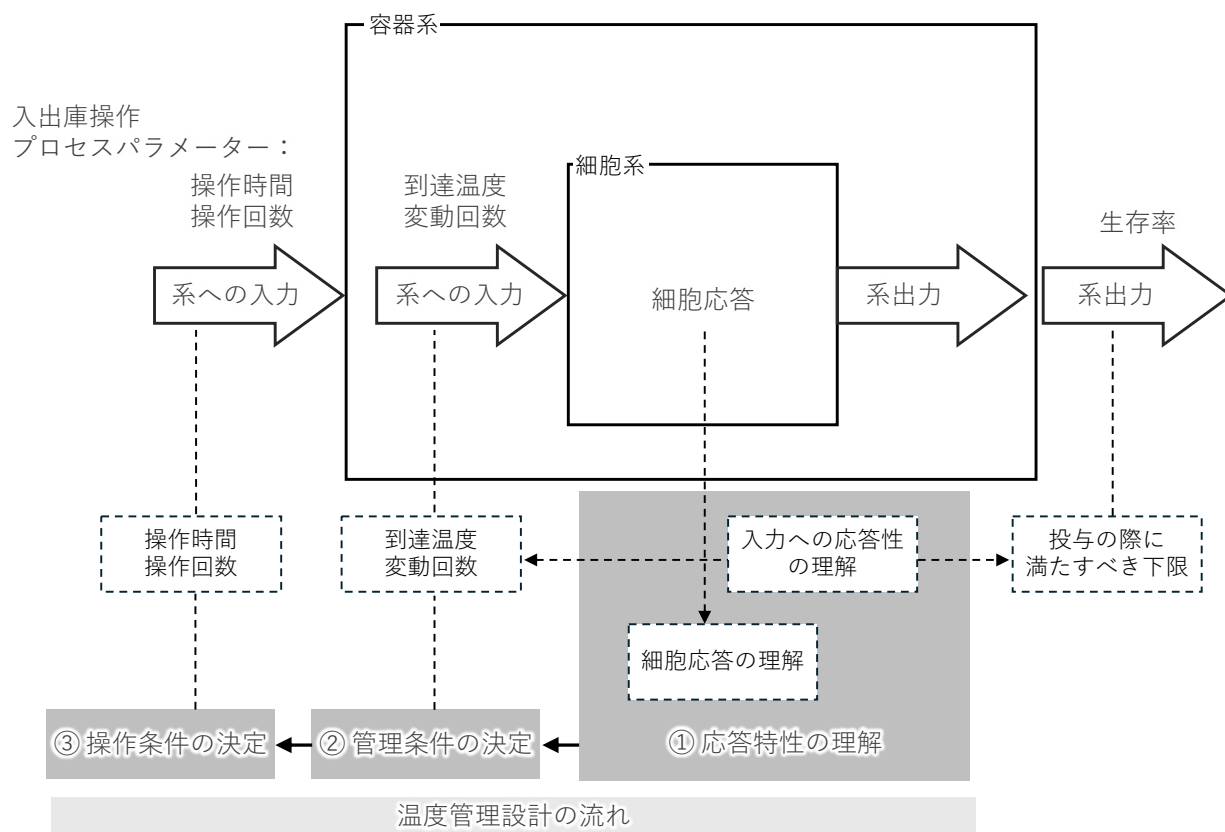 容器系
入出庫操作
プロセスパラメーター：
操作時間
操作回数
到達温度
変動回数
細胞系
生存率
系への入力
系への入力
細胞応答
系出力
系出力
操作時間
操作回数
到達温度
変動回数
入力への応答性
の理解
投与の際に
満たすべき下限
細胞応答の理解
③ 操作条件の決定
② 管理条件の決定
① 応答特性の理解
温度管理設計の流れ